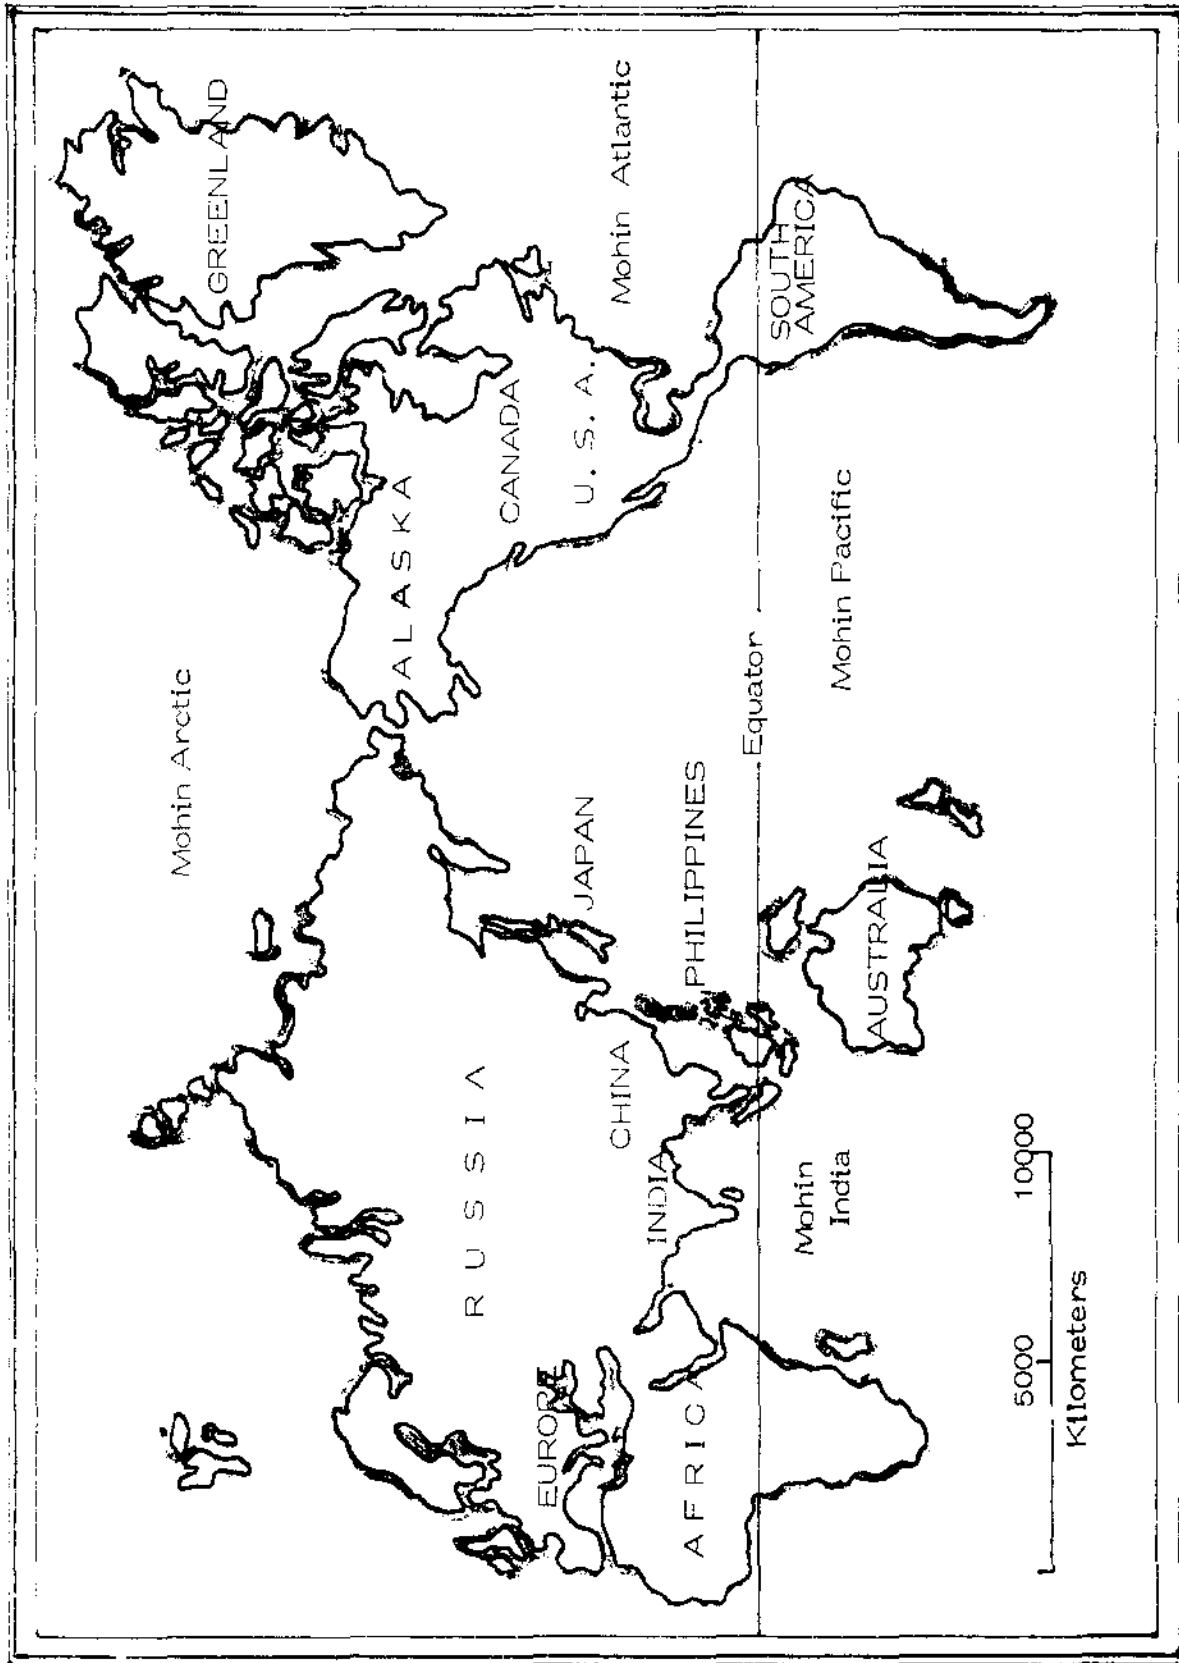 Mohin Arctic
GREENLAND
ALASKA
RUSSIA
CANADA
EUROPE
JAPAN
U. S. A.
Mohin Atlantic
CHINA
INDIA
PHILIPPINES
AFRICA
Equator
SOUTH
AMERICA
Mohin
India
Mohin Pacific
AUSTRALIA
5000
10000
Kilometers